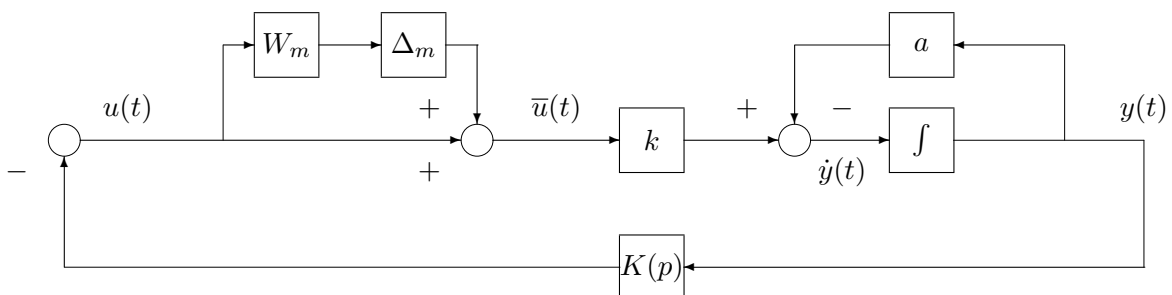 W_m
Δ_m
a
u(t)
+
u̅(t)
+
−
y(t)
k
∫
−
+
ẏ(t)
K(p)